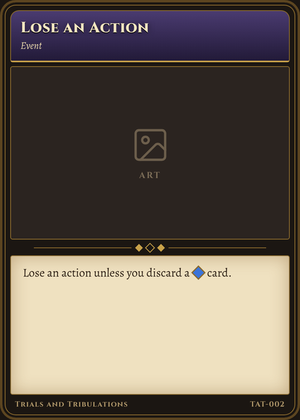 Lose an Action
Event
ART
Lose an action unless you discard a 🔷 card.
Trials and Tribulations TAT-002